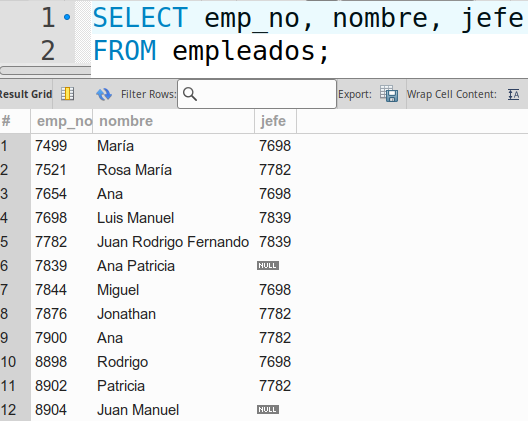 1 SELECT emp_no, nombre, jefe
2 FROM empleados;
Result Grid Filter Rows: Export: Wrap Cell Content:
# emp_no nombre jefe
1 7499 María 7698
2 7521 Rosa María 7782
3 7654 Ana 7698
4 7698 Luis Manuel 7839
5 7782 Juan Rodrigo Fernando 7839
6 7839 Ana Patricia NULL
7 7844 Miguel 7698
8 7876 Jonathan 7782
9 7900 Ana 7782
10 8898 Rodrigo 7698
11 8902 Patricia 7782
12 8904 Juan Manuel NULL